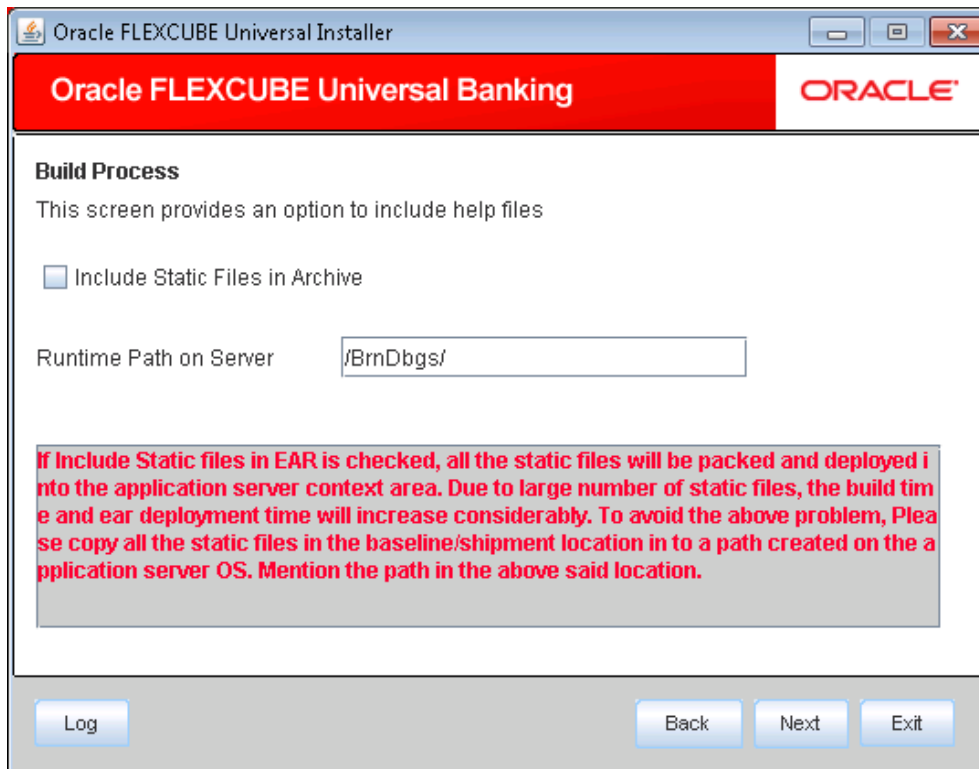 Oracle FLEXCUBE Universal Installer
Oracle FLEXCUBE Universal Banking
ORACLE®
Build Process
This screen provides an option to include help files
Include Static Files in Archive
Runtime Path on Server
/BrnDbgs/
If Include Static files in EAR is checked, all the static files will be packed and deployed i
nto the application server context area. Due to large number of static files, the build tim
e and ear deployment time will increase considerably. To avoid the above problem, Plea
se copy all the static files in the baseline/shipment location in to a path created on the a
pplication server OS. Mention the path in the above said location.
Log
Back
Next
Exit